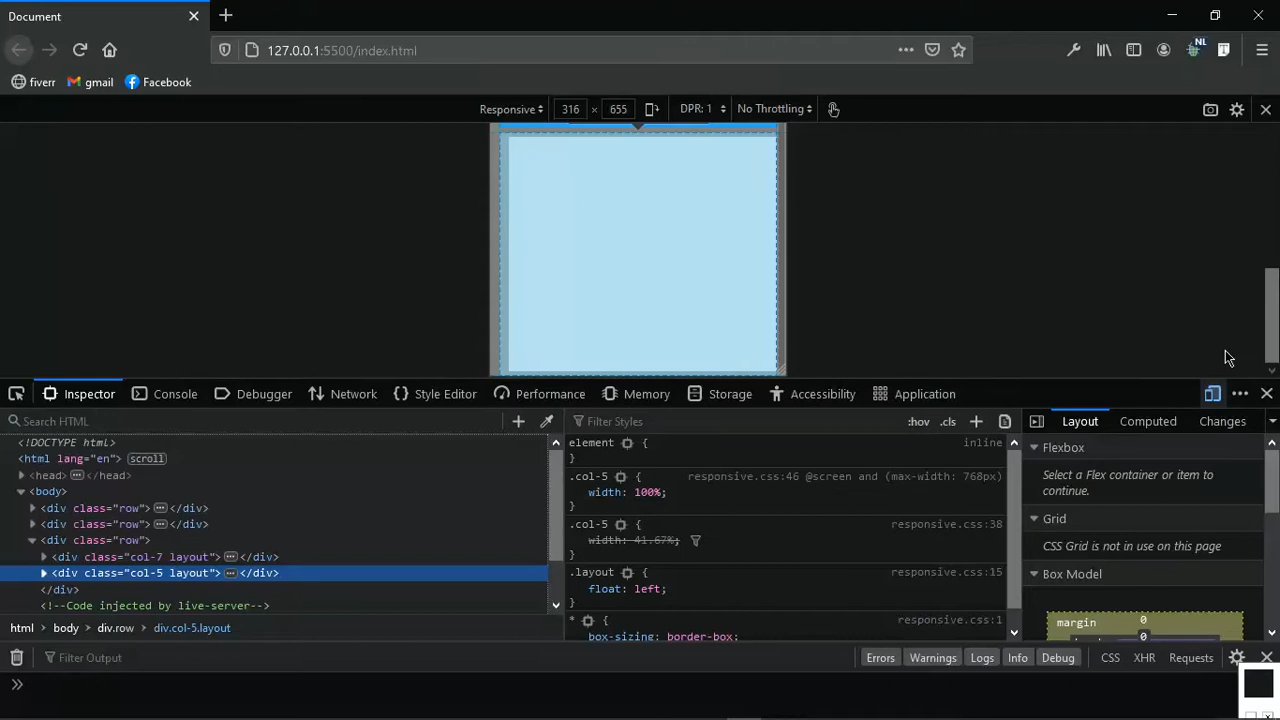 Document
127.0.0.1:5500/index.html
NL
fiverr gmail Facebook
Responsive 316 × 655 DPR: 1 No Throttling
Inspector Console Debugger Network Style Editor Performance Memory Storage Accessibility Application
Search HTML
<!DOCTYPE html>
<html lang="en"> scroll
<head> </head>
<body>
<div class="row"> </div>
<div class="row"> </div>
<div class="row">
<div class="col-7 layout"> </div>
<div class="col-5 layout"> </div>
</div>
<!--Code injected by live-server-->
html body div.row div.col-5.layout
Filter Styles :hov .cls
element { inline
}
.col-5 { responsive.css:46 @screen and (max-width: 768px)
width: 100%;
}
.col-5 { responsive.css:38
width: 41.67%;
}
.layout { responsive.css:15
float: left;
}
* { responsive.css:1
box-sizing: border-box;
Layout Computed Changes
Flexbox
Select a Flex container or item to
continue.
Grid
CSS Grid is not in use on this page
Box Model
margin 0
0
Filter Output Errors Warnings Logs Info Debug CSS XHR Requests